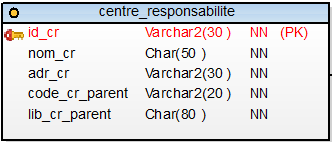 centre_responsabilite
id_cr Varchar2(30 ) NN (PK)
nom_cr Char(50 ) NN
adr_cr Varchar2(30 ) NN
code_cr_parent Varchar2(20 ) NN
lib_cr_parent Char(80 ) NN